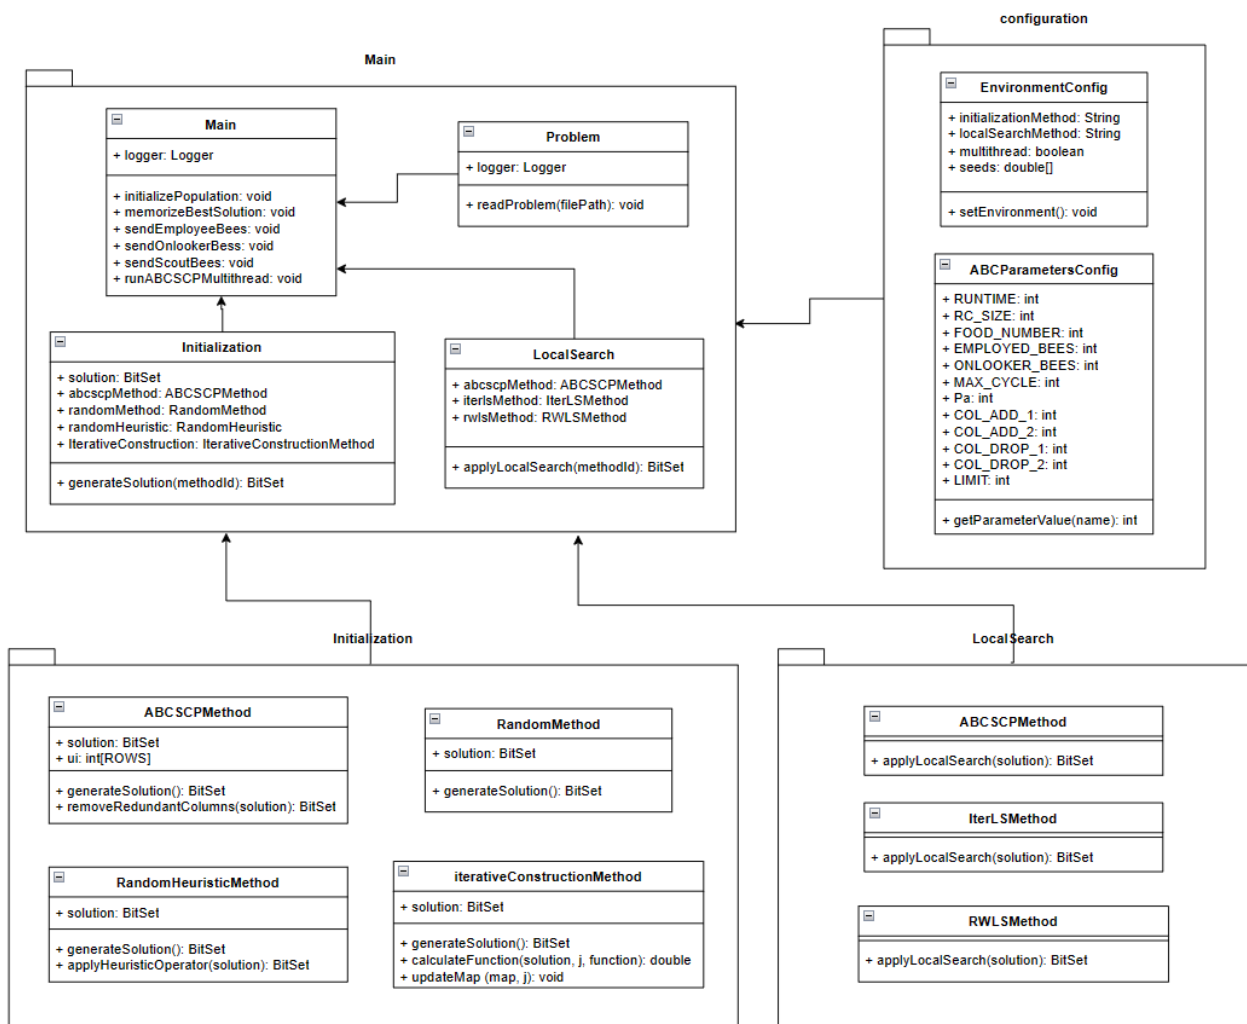 configuration
Main
Main
+ logger: Logger
+ initializePopulation: void
+ memorizeBestSolution: void
+ sendEmployeeBees: void
+ sendOnlookerBess: void
+ sendScoutBees: void
+ runABCSCPMultithread: void
Problem
+ logger: Logger
+ readProblem(filePath): void
EnvironmentConfig
+ initializationMethod: String
+ localSearchMethod: String
+ multithread: boolean
+ seeds: double[]
+ setEnvironment(): void
ABCParametersConfig
+ RUNTIME: int
+ RC_SIZE: int
+ FOOD_NUMBER: int
+ EMPLOYED_BEES: int
+ ONLOOKER_BEES: int
+ MAX_CYCLE: int
+ Pa: int
+ COL_ADD_1: int
+ COL_ADD_2: int
+ COL_DROP_1: int
+ COL_DROP_2: int
+ LIMIT: int
+ getParameterValue(name): int
Initialization
+ solution: BitSet
+ abcscpMethod: ABCSCPMethod
+ randomMethod: RandomMethod
+ randomHeuristic: RandomHeuristic
+ IterativeConstruction: IterativeConstructionMethod
+ generateSolution(methodId): BitSet
LocalSearch
+ abcscpMethod: ABCSCPMethod
+ iterlsMethod: IterLSMethod
+ rwlsMethod: RWLSMethod
+ applyLocalSearch(methodId): BitSet
Initialization
ABCSCPMethod
+ solution: BitSet
+ ui: int[ROWS]
+ generateSolution(): BitSet
+ removeRedundantColumns(solution): BitSet
RandomMethod
+ solution: BitSet
+ generateSolution(): BitSet
RandomHeuristicMethod
+ solution: BitSet
+ generateSolution(): BitSet
+ applyHeuristicOperator(solution): BitSet
iterativeConstructionMethod
+ solution: BitSet
+ generateSolution(): BitSet
+ calculateFunction(solution, j, function): double
+ updateMap (map, j): void
LocalSearch
ABCSCPMethod
+ applyLocalSearch(solution): BitSet
IterLSMethod
+ applyLocalSearch(solution): BitSet
RWLSMethod
+ applyLocalSearch(solution): BitSet